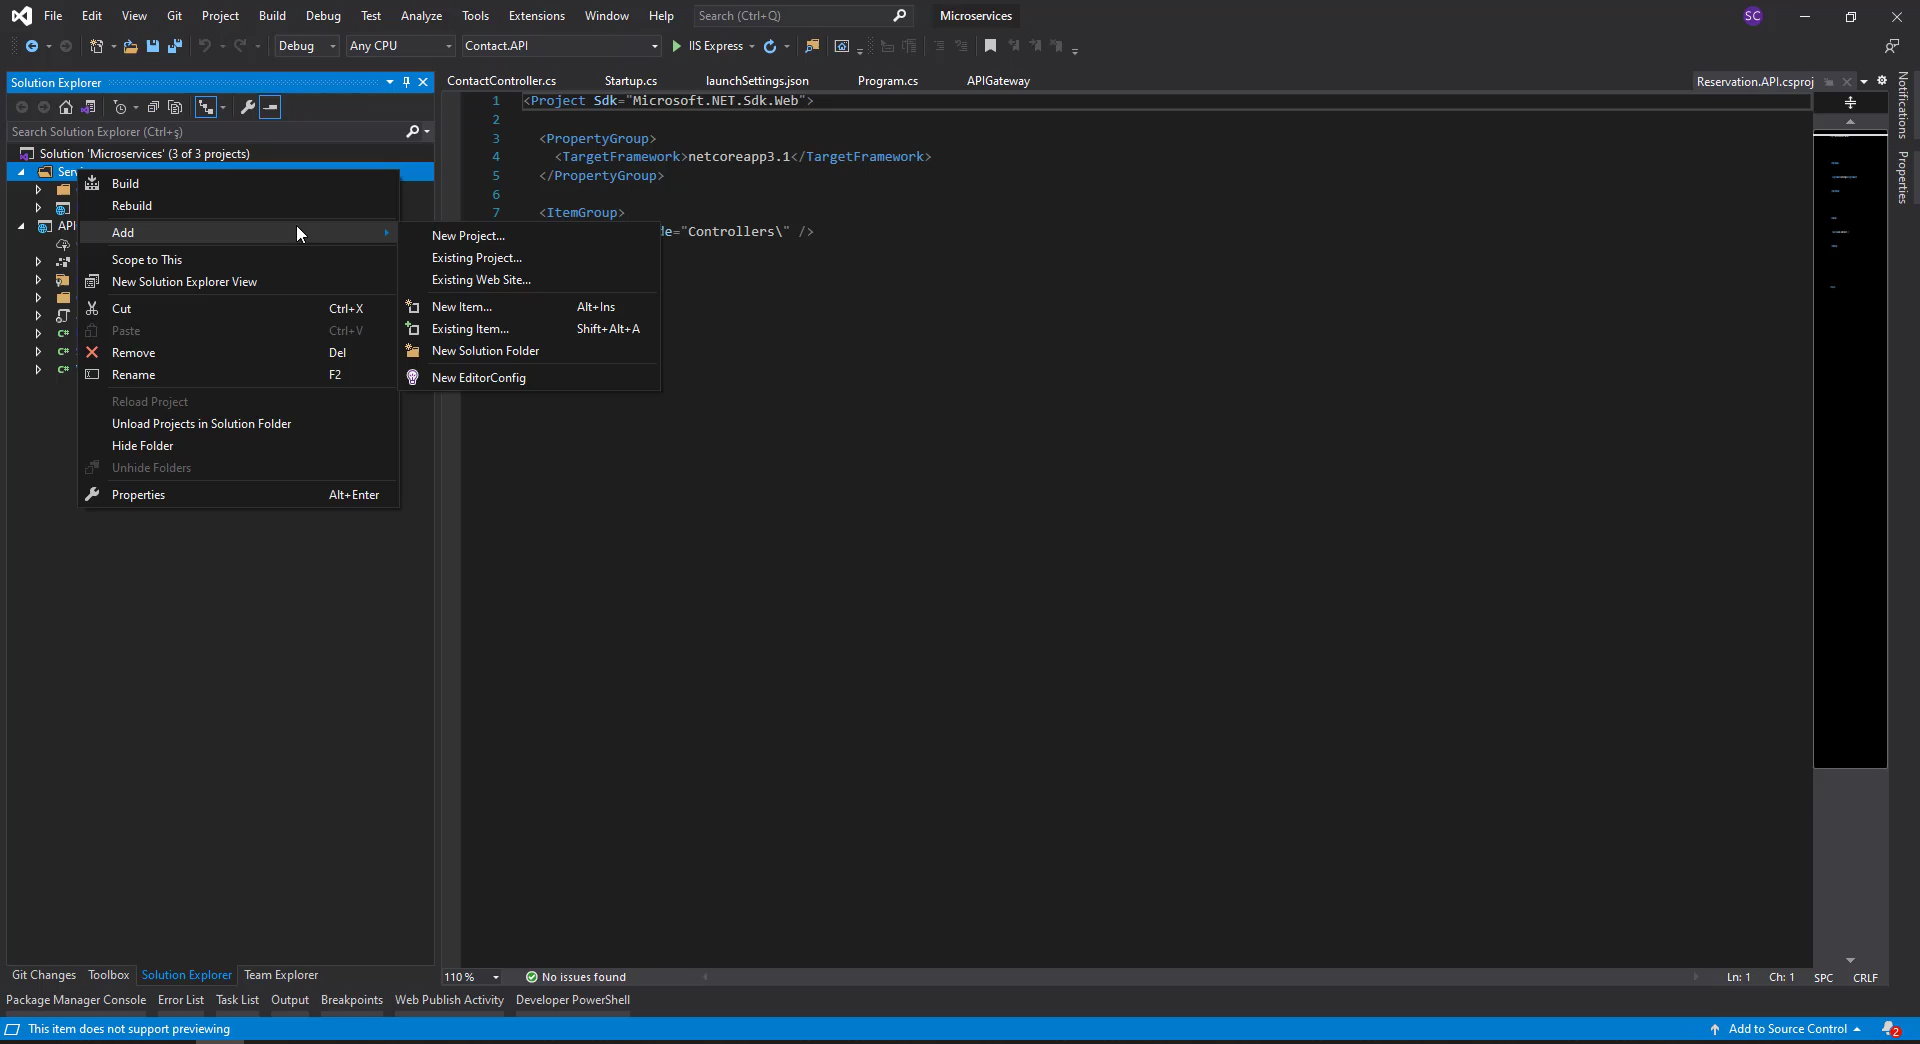 File Edit View Git Project Build Debug Test Analyze Tools Extensions Window Help Search (Ctrl+Q) Microservices SC
Debug Any CPU Contact.API IIS Express
Solution Explorer
Search Solution Explorer (Ctrl+ş)
Solution 'Microservices' (3 of 3 projects)
Ser
API
C#
C#
C#
Build
Rebuild
Add
Scope to This
New Solution Explorer View
Cut Ctrl+X
Paste Ctrl+V
Remove Del
Rename F2
Reload Project
Unload Projects in Solution Folder
Hide Folder
Unhide Folders
Properties Alt+Enter
New Project...
Existing Project...
Existing Web Site...
New Item... Alt+Ins
Existing Item... Shift+Alt+A
New Solution Folder
New EditorConfig
ContactController.cs Startup.cs launchSettings.json Program.cs APIGateway Reservation.API.csproj
1 <Project Sdk="Microsoft.NET.Sdk.Web">
2
3 <PropertyGroup>
4 <TargetFramework>netcoreapp3.1</TargetFramework>
5 </PropertyGroup>
6
7 <ItemGroup>
de="Controllers\" />
Notifications
Properties
110 % No issues found Ln: 1 Ch: 1 SPC CRLF
Git Changes Toolbox Solution Explorer Team Explorer
Package Manager Console Error List Task List Output Breakpoints Web Publish Activity Developer PowerShell
This item does not support previewing Add to Source Control 2